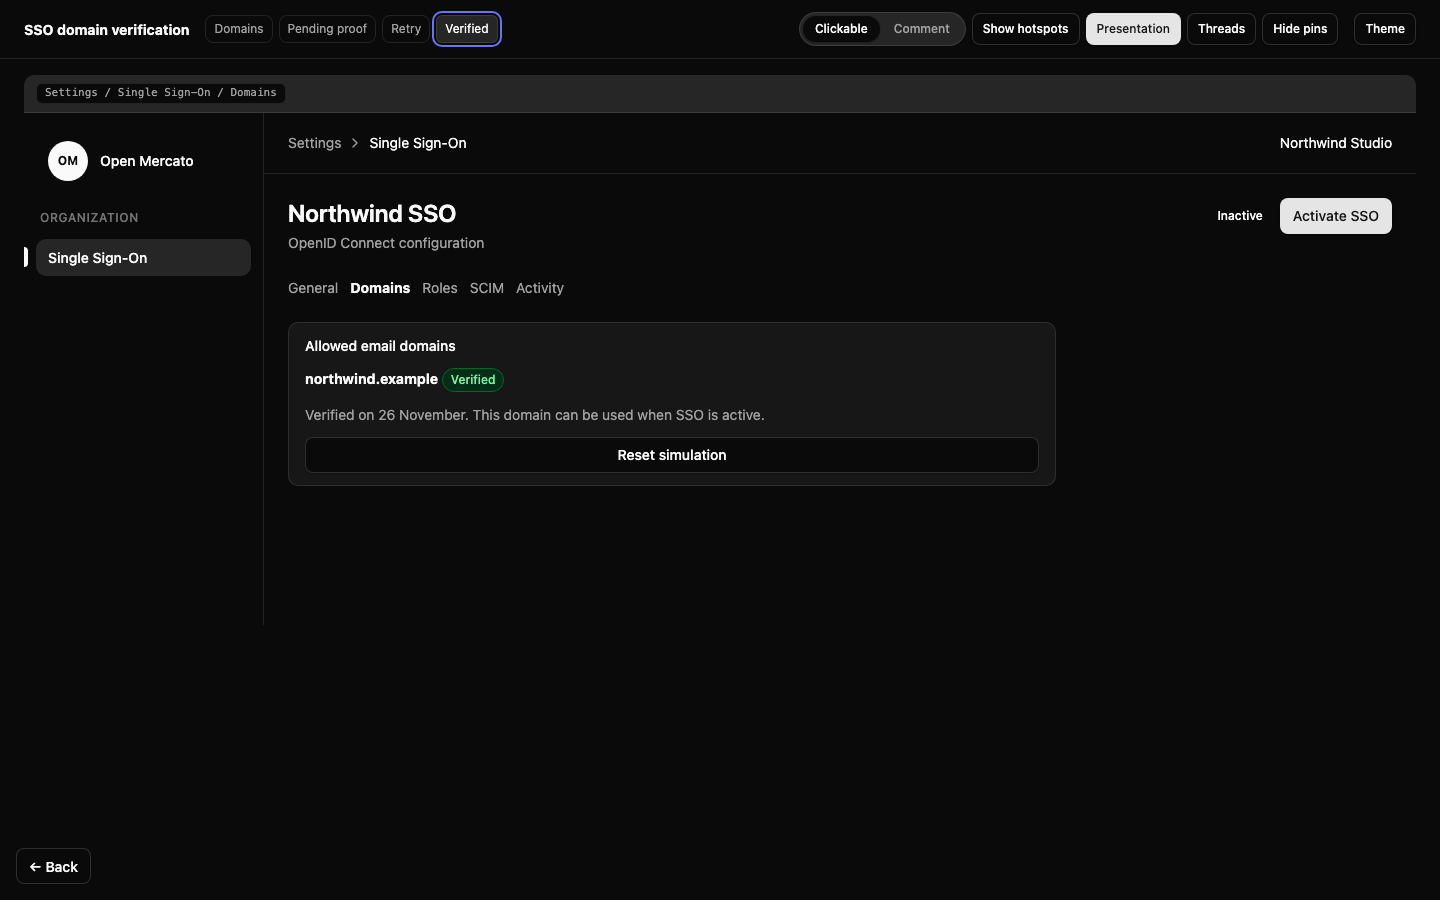 SSO domain verification Domains Pending proof Retry Verified Clickable Comment Show hotspots Presentation Threads Hide pins Theme
Settings / Single Sign-On / Domains
OM Open Mercato
ORGANIZATION
Single Sign-On
Settings > Single Sign-On Northwind Studio
Northwind SSO Inactive Activate SSO
OpenID Connect configuration
General Domains Roles SCIM Activity
Allowed email domains
northwind.example Verified
Verified on 26 November. This domain can be used when SSO is active.
Reset simulation
← Back